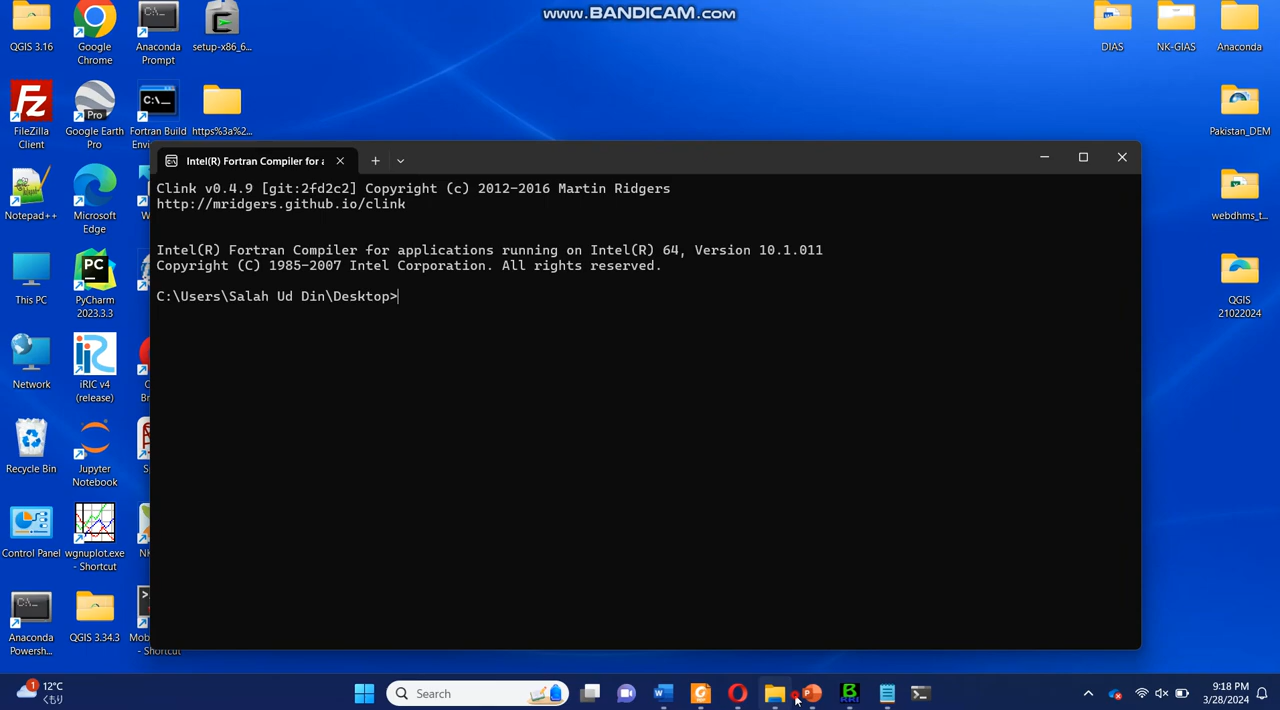 www.BANDICAM.com
QGIS 3.16
Google
Chrome
Anaconda
Prompt
setup-x86_6...
DIAS
NK-GIAS
Anaconda
FileZilla
Client
Google Earth
Pro
Fortran Build
Envi
https%3a%2...
Pakistan_DEM
Intel(R) Fortran Compiler for a
Clink v0.4.9 [git:2fd2c2] Copyright (c) 2012-2016 Martin Ridgers
http://mridgers.github.io/clink
Intel(R) Fortran Compiler for applications running on Intel(R) 64, Version 10.1.011
Copyright (C) 1985-2007 Intel Corporation. All rights reserved.
C:\Users\Salah Ud Din\Desktop>
Notepad++
Microsoft
Edge
W
webdhms_t...
This PC
PyCharm
2023.3.3
QGIS
21022024
Network
iRIC v4
(release)
Recycle Bin
Jupyter
Notebook
Control Panel
wgnuplot.exe
- Shortcut
Anaconda
Powersh...
QGIS 3.34.3
Mob
- Shortcut
12°C
くもり
Search
9:18 PM
3/28/2024